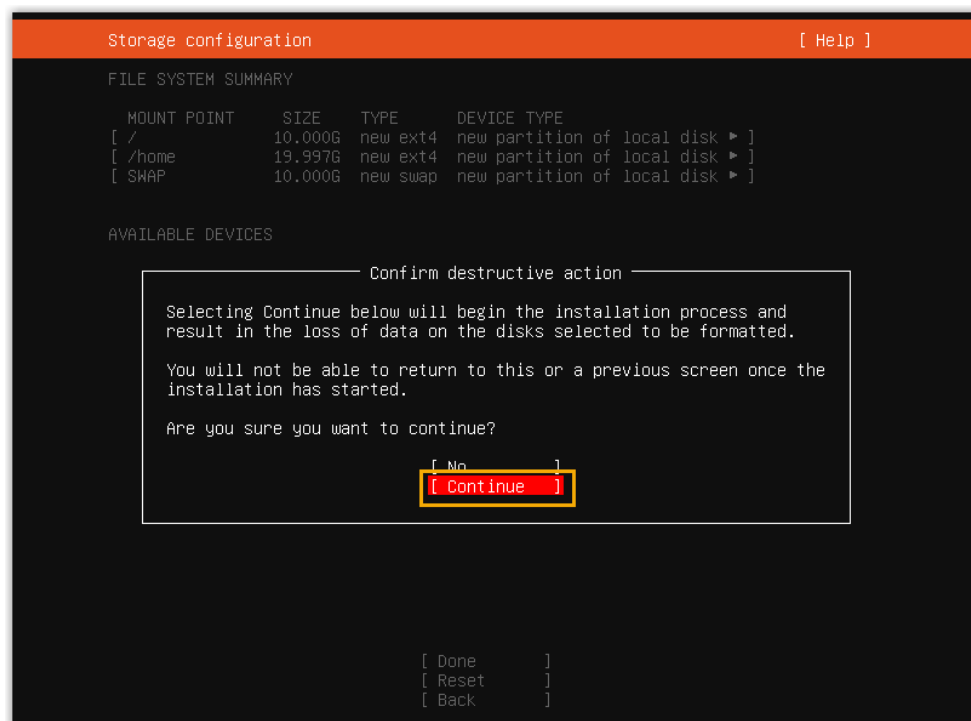 Storage configuration [ Help ]
FILE SYSTEM SUMMARY
MOUNT POINT SIZE TYPE DEVICE TYPE
[ / 10.000G new ext4 new partition of local disk ▸ ]
[ /home 19.997G new ext4 new partition of local disk ▸ ]
[ SWAP 10.000G new swap new partition of local disk ▸ ]
AVAILABLE DEVICES
Confirm destructive action
Selecting Continue below will begin the installation process and
result in the loss of data on the disks selected to be formatted.
You will not be able to return to this or a previous screen once the
installation has started.
Are you sure you want to continue?
[ No ]
[ Continue ]
[ Done ]
[ Reset ]
[ Back ]